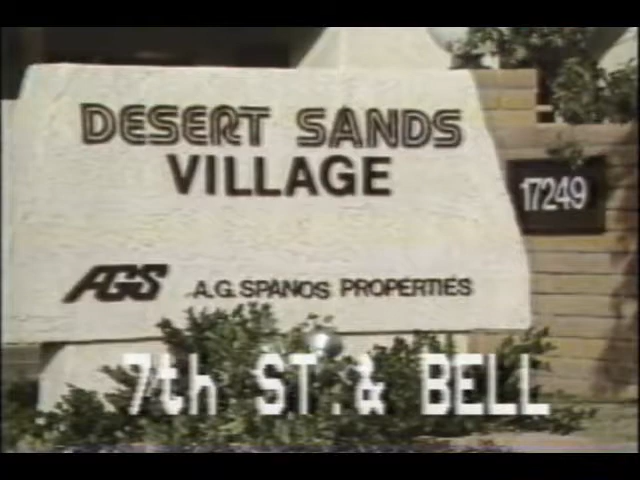 DESERT SANDS
VILLAGE
17249
AGS A.G. SPANOS PROPERTIES
7th ST. & BELL